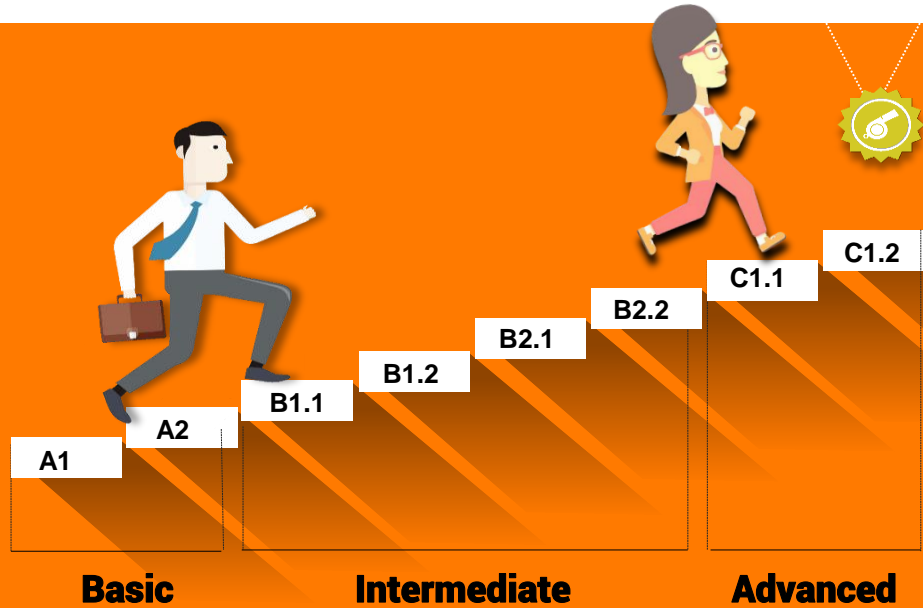 A1
A2
B1.1
B1.2
B2.1
B2.2
C1.1
C1.2
Basic
Intermediate
Advanced